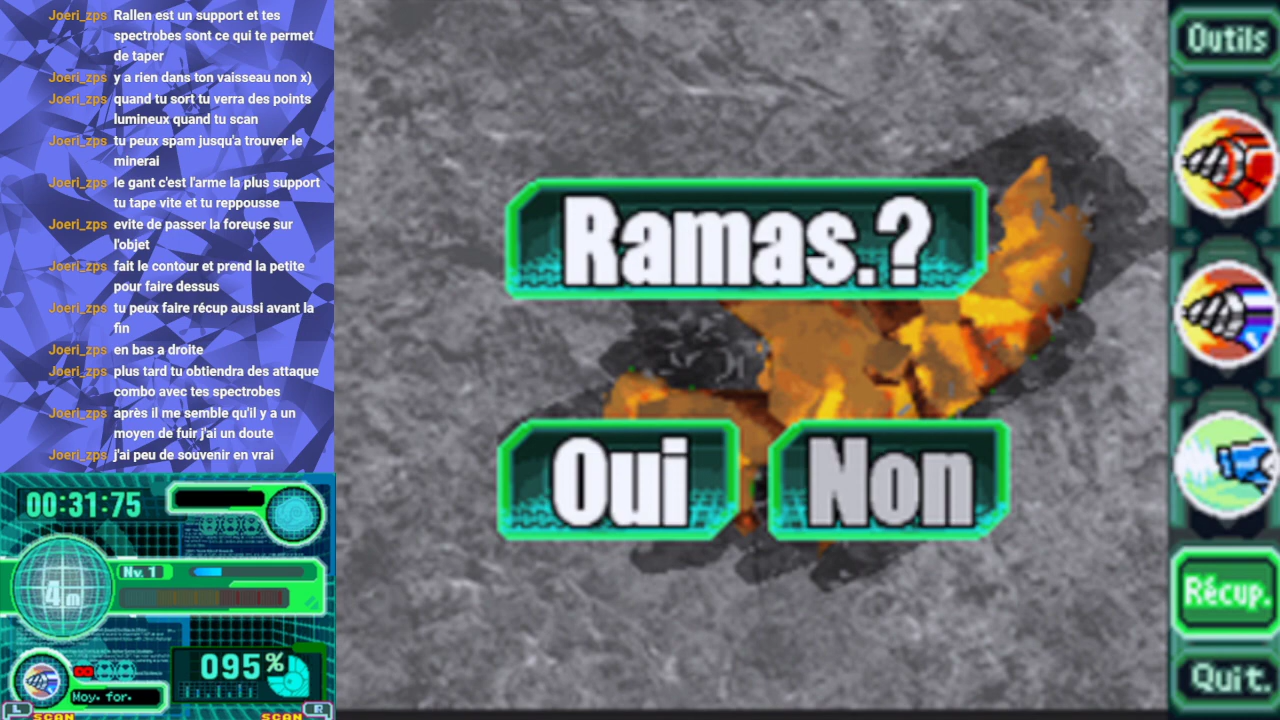 Joeri_zps Rallen est un support et tes
spectrobes sont ce qui te permet
de taper
Joeri_zps y a rien dans ton vaisseau non x)
Joeri_zps quand tu sort tu verra des points
lumineux quand tu scan
Joeri_zps tu peux spam jusqu'a trouver le
minerai
Joeri_zps le gant c'est l'arme la plus support
tu tape vite et tu reppousse
Joeri_zps evite de passer la foreuse sur
l'objet
Joeri_zps fait le contour et prend la petite
pour faire dessus
Joeri_zps tu peux faire récup aussi avant la
fin
Joeri_zps en bas a droite
Joeri_zps plus tard tu obtiendra des attaque
combo avec tes spectrobes
Joeri_zps après il me semble qu'il y a un
moyen de fuir j'ai un doute
Joeri_zps j'ai peu de souvenir en vrai
00:31:75
Nv. 1
4m
095%
Moy. for.
L SCAN
SCAN R
Ramas.?
Oui Non
Outils
Récup.
Quit.